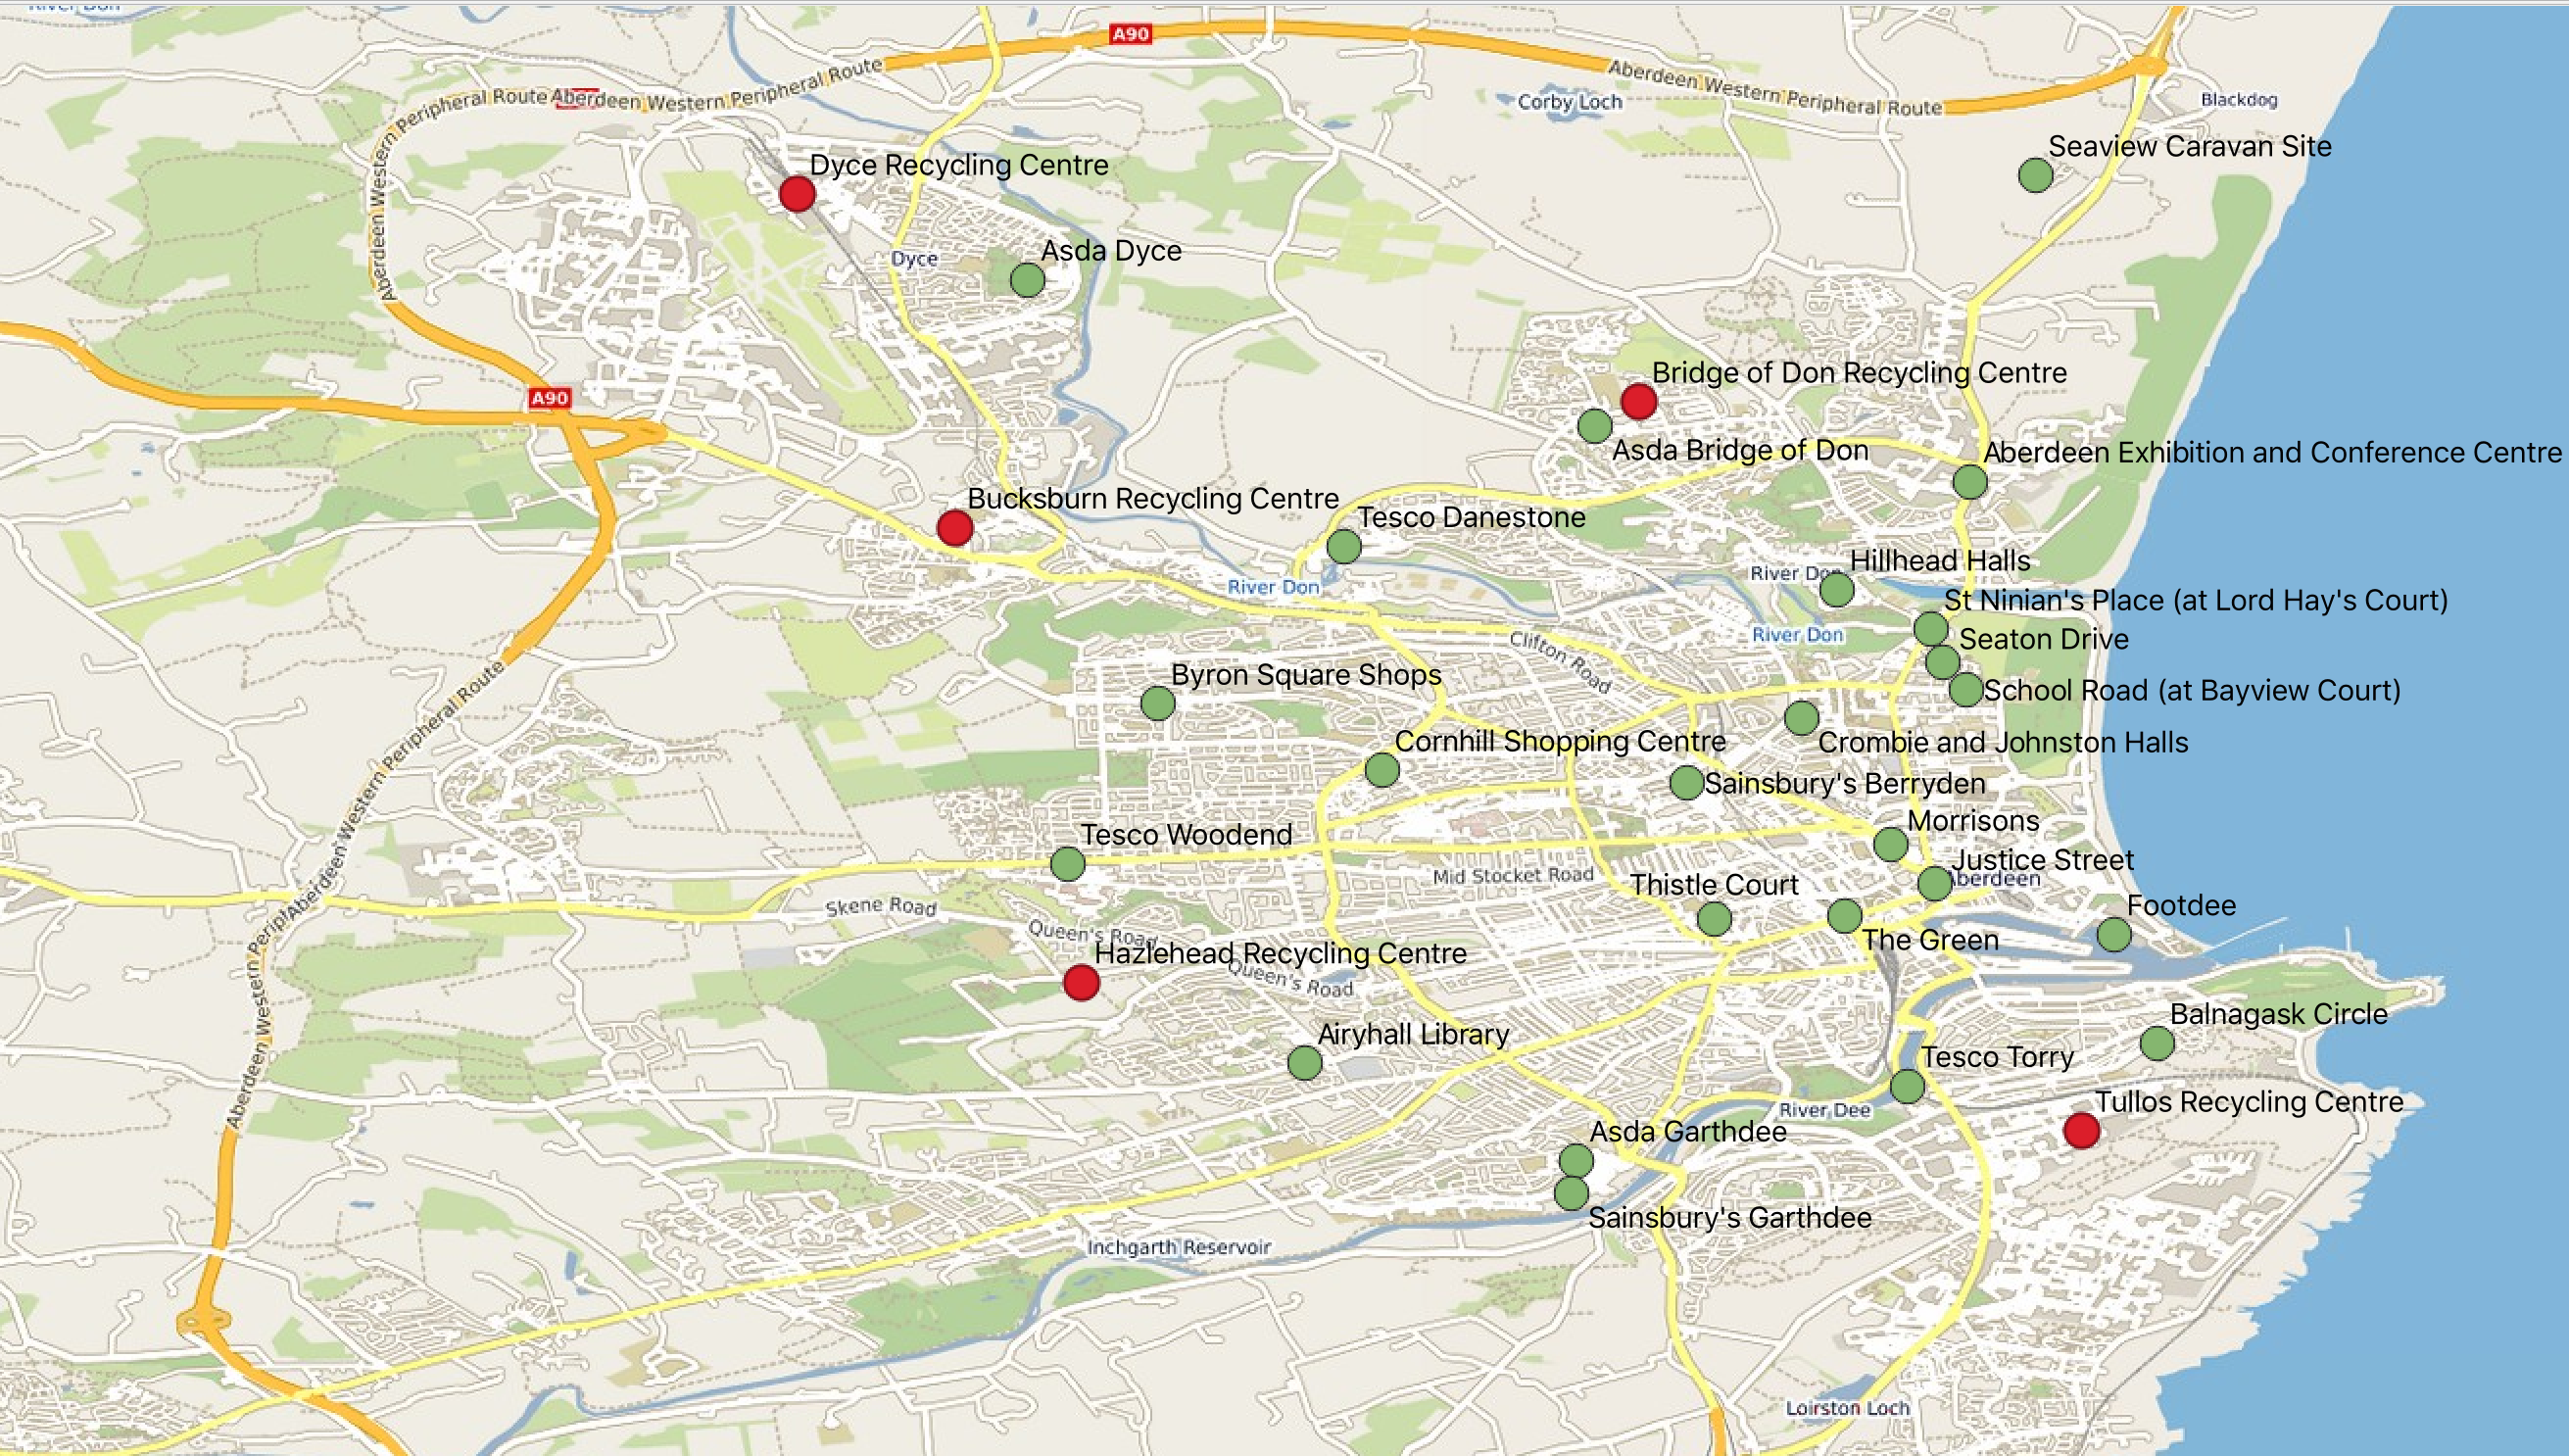 River Don
A90
Aberdeen Western Peripheral Route
Aberdeen Western Peripheral Route
Aberdeen Western Peripheral Route
Corby Loch
Blackdog
Seaview Caravan Site
Dyce Recycling Centre
Aberdeen Western Peripheral Route
Asda Dyce
Dyce
Bridge of Don Recycling Centre
A90
Asda Bridge of Don
Aberdeen Exhibition and Conference Centre
Bucksburn Recycling Centre
Tesco Danestone
Hillhead Halls
River Don
River Don
St Ninian's Place (at Lord Hay's Court)
River Don
Seaton Drive
Clifton Road
Byron Square Shops
School Road (at Bayview Court)
Aberdeen Western Peripheral Route
Cornhill Shopping Centre
Crombie and Johnston Halls
Sainsbury's Berryden
Morrisons
Tesco Woodend
Justice Street
Aberdeen
Mid Stocket Road
Thistle Court
Skene Road
Footdee
Queen's Road
The Green
Hazlehead Recycling Centre
Queen's Road
Balnagask Circle
Airyhall Library
Tesco Torry
Aberdeen Western Peripheral Route
Tullos Recycling Centre
River Dee
Asda Garthdee
Sainsbury's Garthdee
Inchgarth Reservoir
Loirston Loch